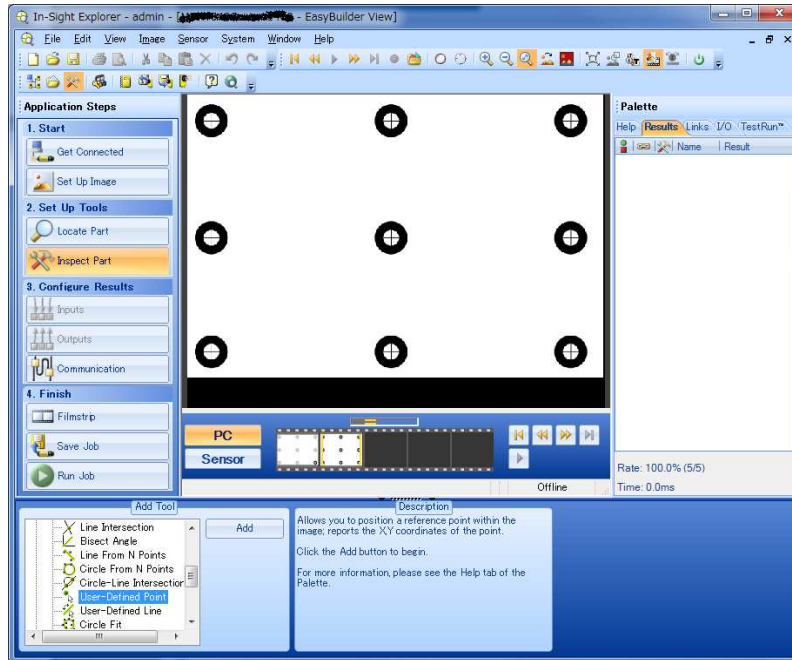 In-Sight Explorer - admin - [ - EasyBuilder View]
File Edit View Image Sensor System Window Help
Application Steps
1. Start
Get Connected
Set Up Image
2. Set Up Tools
Locate Part
Inspect Part
3. Configure Results
Inputs
Outputs
Communication
4. Finish
Filmstrip
Save Job
Run Job
PC
Sensor
Offline
Palette
Help Results Links I/O TestRun™
Name Result
Rate: 100.0% (5/5)
Time: 0.0ms
Add Tool
Line Intersection
Bisect Angle
Line From N Points
Circle From N Points
Circle-Line Intersection
User-Defined Point
User-Defined Line
Circle Fit
Add
Description
Allows you to position a reference point within the
image; reports the X,Y coordinates of the point.
Click the Add button to begin.
For more information, please see the Help tab of the
Palette.